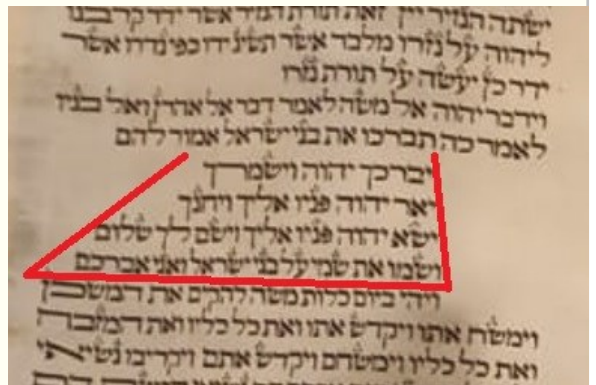 ישתה הנזיר יין זאת תורת הנזיר אשר ידר קרבנו
ליהוה על נזרו מלבד אשר תשיג ידו כפי נדרו אשר
ידר כן יעשה על תורת נזרו
וידבר יהוה אל משה לאמר דבר אל אהרן ואל בניו
לאמר כה תברכו את בני ישראל אמור להם
יברכך יהוה וישמרך
יאר יהוה פניו אליך ויחנך
ישא יהוה פניו אליך וישם לך שלום
ושמו את שמי על בני ישראל ואני אברכם
ויהי ביום כלות משה להקים את המשכן
וימשח אתו ויקדש אתו ואת כל כליו ואת המזבח
ואת כל כליו וימשחם ויקדש אתם ויקריבו נשיאי